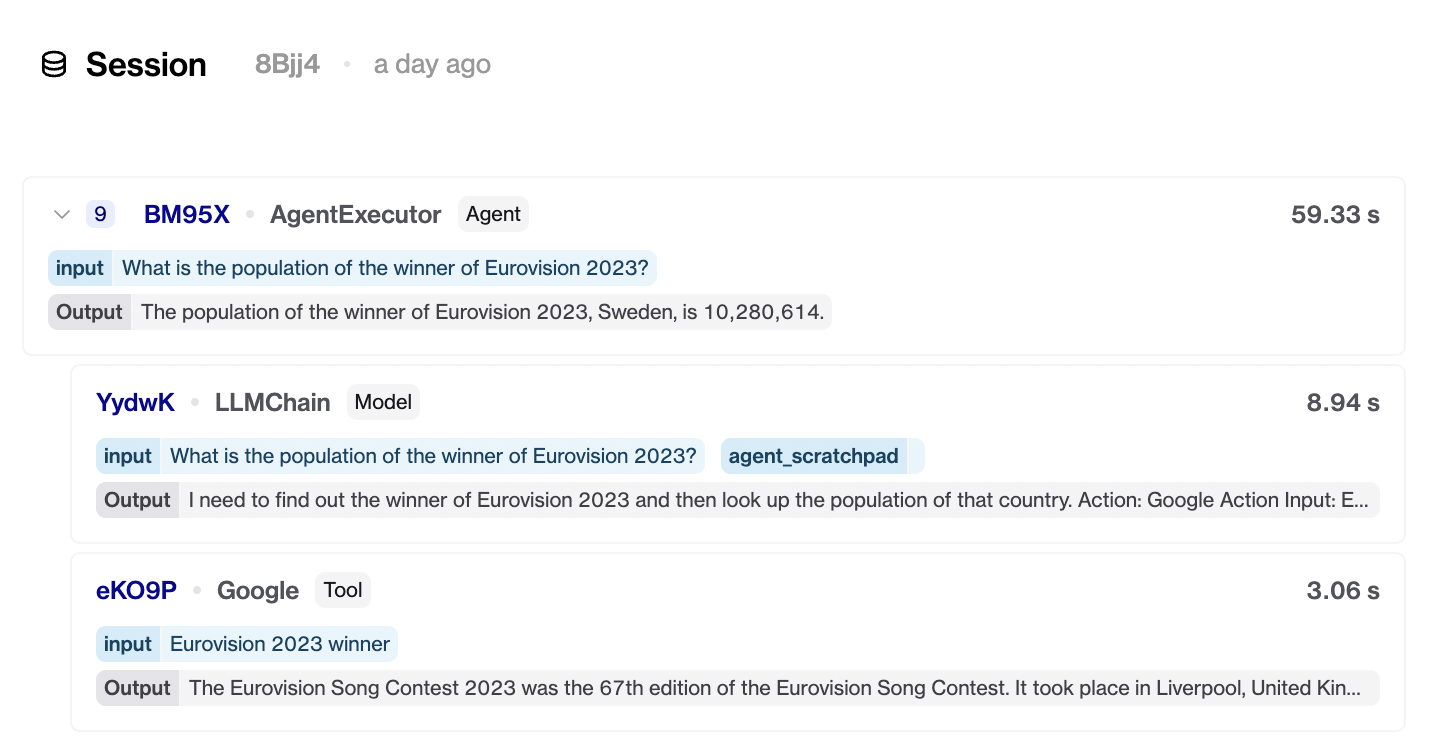 Session 8Bjj4 • a day ago
9 BM95X • AgentExecutor Agent 59.33 s
input What is the population of the winner of Eurovision 2023?
Output The population of the winner of Eurovision 2023, Sweden, is 10,280,614.
YydwK • LLMChain Model 8.94 s
input What is the population of the winner of Eurovision 2023? agent_scratchpad
Output I need to find out the winner of Eurovision 2023 and then look up the population of that country. Action: Google Action Input: E...
eKO9P • Google Tool 3.06 s
input Eurovision 2023 winner
Output The Eurovision Song Contest 2023 was the 67th edition of the Eurovision Song Contest. It took place in Liverpool, United Kin...